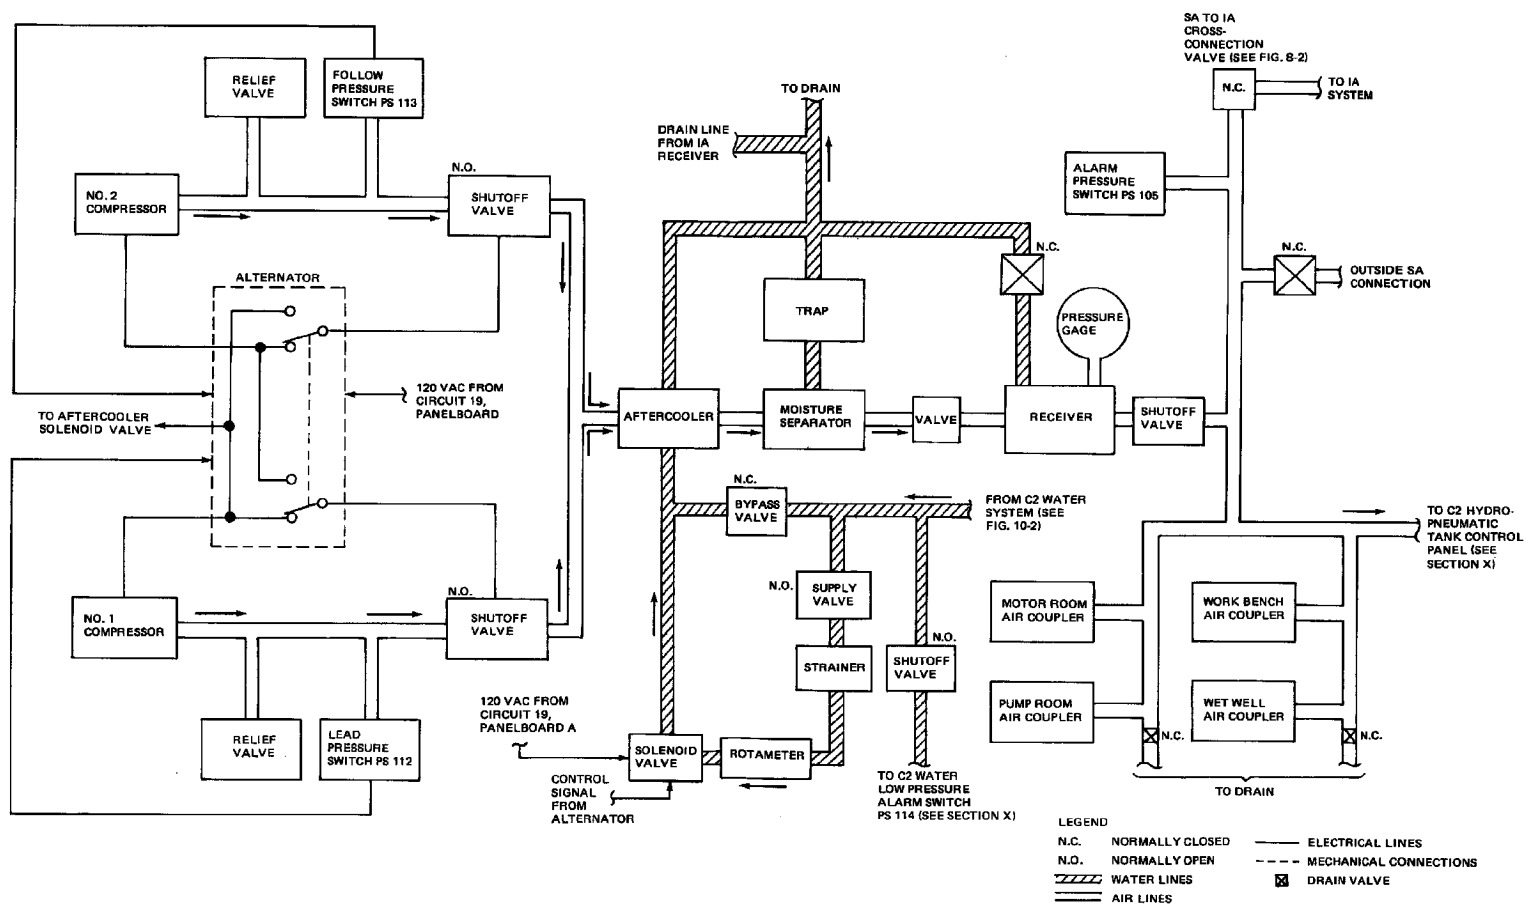 SA TO IA
CROSS-
CONNECTION
VALVE (SEE FIG. 8-2)
N.C.
TO IA
SYSTEM
RELIEF
VALVE
FOLLOW
PRESSURE
SWITCH PS 113
TO DRAIN
DRAIN LINE
FROM IA
RECEIVER
ALARM
PRESSURE
SWITCH PS 105
N.O.
NO. 2
COMPRESSOR
SHUTOFF
VALVE
N.C.
N.C.
OUTSIDE SA
CONNECTION
ALTERNATOR
TRAP
PRESSURE
GAGE
120 VAC FROM
CIRCUIT 19,
PANELBOARD
TO AFTERCOOLER
SOLENOID VALVE
AFTERCOOLER
MOISTURE
SEPARATOR
VALVE
RECEIVER
SHUTOFF
VALVE
N.C.
BYPASS
VALVE
FROM C2 WATER
SYSTEM (SEE
FIG. 10-2)
TO C2 HYDRO-
PNEUMATIC
TANK CONTROL
PANEL (SEE
SECTION X)
N.O.
SUPPLY
VALVE
N.O.
NO. 1
COMPRESSOR
SHUTOFF
VALVE
MOTOR ROOM
AIR COUPLER
WORK BENCH
AIR COUPLER
STRAINER
N.O.
SHUTOFF
VALVE
120 VAC FROM
CIRCUIT 19,
PANELBOARD A
PUMP ROOM
AIR COUPLER
WET WELL
AIR COUPLER
RELIEF
VALVE
LEAD
PRESSURE
SWITCH PS 112
SOLENOID
VALVE
ROTAMETER
N.C.
N.C.
CONTROL
SIGNAL
FROM
ALTERNATOR
TO C2 WATER
LOW PRESSURE
ALARM SWITCH
PS 114 (SEE SECTION X)
TO DRAIN
LEGEND
N.C. NORMALLY CLOSED
ELECTRICAL LINES
N.O. NORMALLY OPEN
MECHANICAL CONNECTIONS
WATER LINES
DRAIN VALVE
AIR LINES